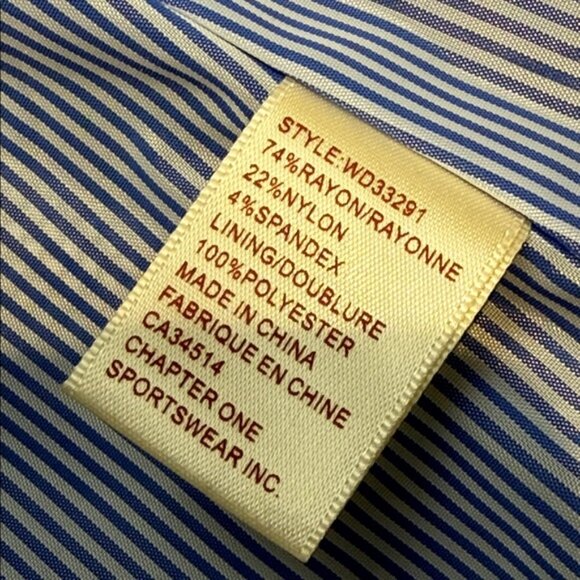 STYLE:WD33291
74%RAYON/RAYONNE
22%NYLON
4%SPANDEX
LINING/DOUBLURE
100%POLYESTER
MADE IN CHINA
FABRIQUE EN CHINE
CA34514
CHAPTER ONE
SPORTSWEAR INC.